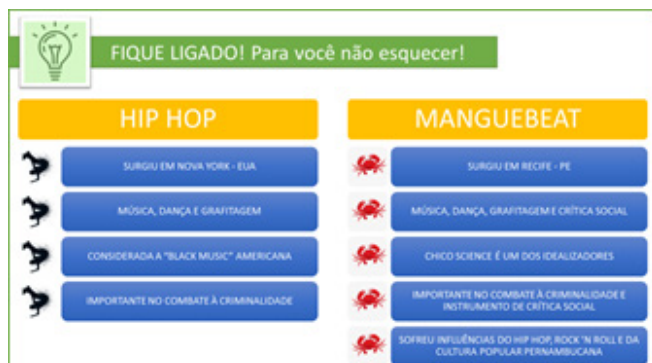 FIQUE LIGADO! Para você não esquecer!
HIP HOP
SURGIU EM NOVA YORK - EUA
MÚSICA, DANÇA E GRAFITAGEM
CONSIDERADA A "BLACK MUSIC" AMERICANA
IMPORTANTE NO COMBATE À CRIMINALIDADE
MANGUEBEAT
SURGIU EM RECIFE - PE
MÚSICA, DANÇA, GRAFITAGEM E CRÍTICA SOCIAL
CHICO SCIENCE É UM DOS IDEALIZADORES
IMPORTANTE NO COMBATE À CRIMINALIDADE E
INSTRUMENTO DE CRÍTICA SOCIAL
SOFREU INFLUÊNCIAS DO HIP HOP, ROCK 'N ROLL E DA
CULTURA POPULAR PERNAMBUCANA